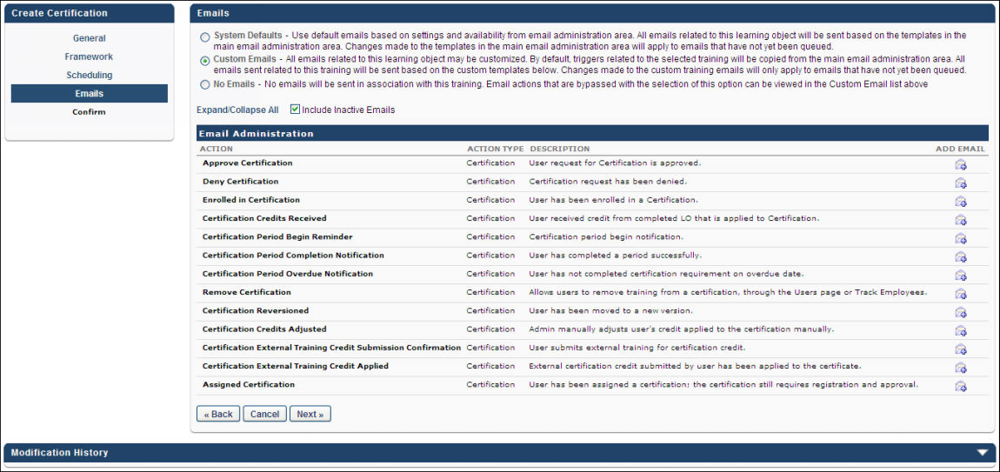 Create Certification
General
Framework
Scheduling
Emails
Confirm
Emails
System Defaults - Use default emails based on settings and availability from email administration area. All emails related to this learning object will be sent based on the templates in the
main email administration area. Changes made to the templates in the main email administration area will apply to emails that have not yet been queued.
Custom Emails - All emails related to this learning object may be customized. By default, triggers related to the selected training will be copied from the main email administration area. All
emails sent related to this training will be sent based on the custom templates below. Changes made to the custom training emails will only apply to emails that have not yet been queued.
No Emails - No emails will be sent in association with this training. Email actions that are bypassed with the selection of this option can be viewed in the Custom Email list above
Expand/Collapse All Include Inactive Emails
Email Administration
ACTION ACTION TYPE DESCRIPTION ADD EMAIL
Approve Certification Certification User request for Certification is approved.
Deny Certification Certification Certification request has been denied.
Enrolled in Certification Certification User has been enrolled in a Certification.
Certification Credits Received Certification User received credit from completed LO that is applied to Certification.
Certification Period Begin Reminder Certification Certification period begin notification.
Certification Period Completion Notification Certification User has completed a period successfully.
Certification Period Overdue Notification Certification User has not completed certification requirement on overdue date.
Remove Certification Certification Allows users to remove training from a certification, through the Users page or Track Employees.
Certification Reversioned Certification User has been moved to a new version.
Certification Credits Adjusted Certification Admin manually adjusts user's credit applied to the certification manually.
Certification External Training Credit Submission Confirmation Certification User submits external training for certification credit.
Certification External Training Credit Applied Certification External certification credit submitted by user has been applied to the certificate.
Assigned Certification Certification User has been assigned a certification; the certification still requires registration and approval.
« Back Cancel Next »
Modification History